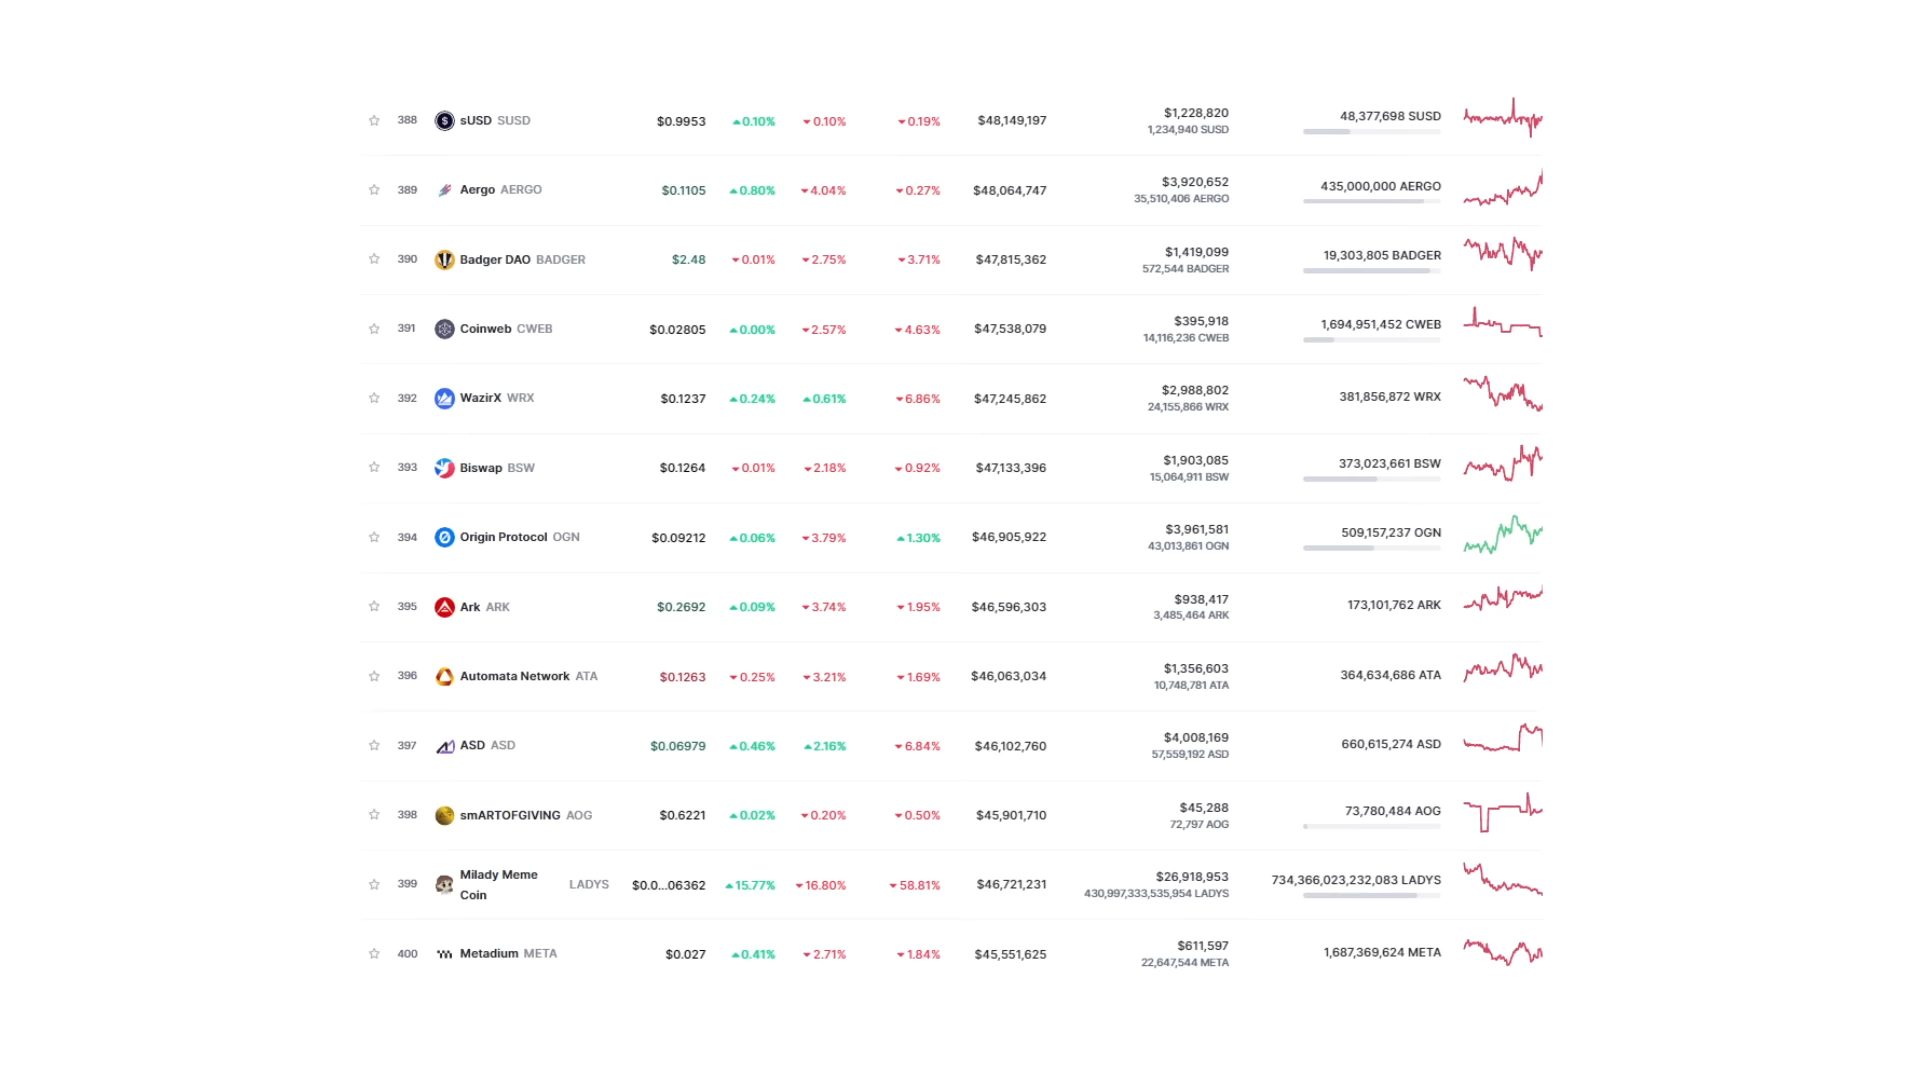 388 sUSD SUSD $0.9953 0.10% 0.10% 0.19% $48,149,197 $1,228,820 48,377,698 SUSD
1,234,940 SUSD
389 Aergo AERGO $0.1105 0.80% 4.04% 0.27% $48,064,747 $3,920,652 435,000,000 AERGO
35,510,406 AERGO
390 Badger DAO BADGER $2.48 0.01% 2.75% 3.71% $47,815,362 $1,419,099 19,303,805 BADGER
572,544 BADGER
391 Coinweb CWEB $0.02805 0.00% 2.57% 4.63% $47,538,079 $395,918 1,694,951,452 CWEB
14,116,236 CWEB
392 WazirX WRX $0.1237 0.24% 0.61% 6.86% $47,245,862 $2,988,802 381,856,872 WRX
24,155,866 WRX
393 Biswap BSW $0.1264 0.01% 2.18% 0.92% $47,133,396 $1,903,085 373,023,661 BSW
15,064,911 BSW
394 Origin Protocol OGN $0.09212 0.06% 3.79% 1.30% $46,905,922 $3,961,581 509,157,237 OGN
43,013,861 OGN
395 Ark ARK $0.2692 0.09% 3.74% 1.95% $46,596,303 $938,417 173,101,762 ARK
3,485,464 ARK
396 Automata Network ATA $0.1263 0.25% 3.21% 1.69% $46,063,034 $1,356,603 364,634,686 ATA
10,748,781 ATA
397 ASD ASD $0.06979 0.46% 2.16% 6.84% $46,102,760 $4,008,169 660,615,274 ASD
57,559,192 ASD
398 smARTOFGIVING AOG $0.6221 0.02% 0.20% 0.50% $45,901,710 $45,288 73,780,484 AOG
72,797 AOG
399 Milady Meme Coin LADYS $0.0...06362 15.77% 16.80% 58.81% $46,721,231 $26,918,953 734,366,023,232,083 LADYS
430,997,333,535,954 LADYS
400 Metadium META $0.027 0.41% 2.71% 1.84% $45,551,625 $611,597 1,687,369,624 META
22,647,544 META